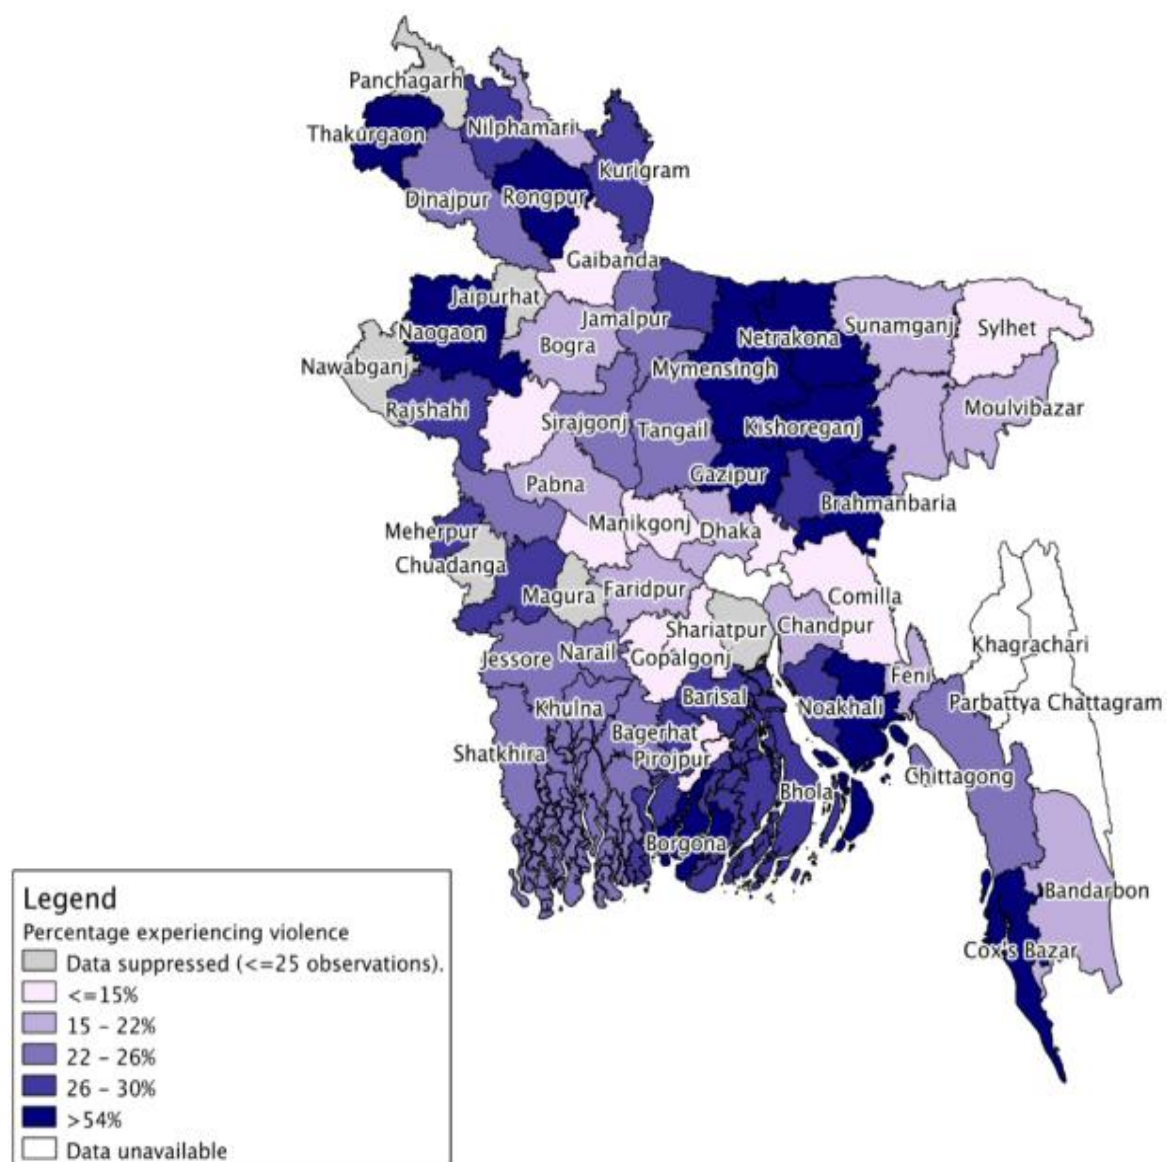 Panchagarh
Thakurgaon
Nilphamari
Kurigram
Dinajpur
Rongpur
Gaibanda
Jaipurhat
Jamalpur
Naogaon
Bogra
Netrakona
Sunamganj
Sylhet
Nawabganj
Mymensingh
Rajshahi
Sirajgonj
Tangail
Kishoreganj
Moulvibazar
Pabna
Gazipur
Brahmanbaria
Meherpur
Manikgonj
Dhaka
Chuadanga
Magura
Faridpur
Comilla
Shariatpur
Chandpur
Khagrachari
Jessore
Narail
Gopalgonj
Feni
Barisal
Noakhali
Parbattya Chattagram
Khulna
Bagerhat
Shatkhira
Pirojpur
Chittagong
Bhola
Borgona
Bandarbon
Cox's Bazar
Legend
Percentage experiencing violence
Data suppressed (<=25 observations).
<=15%
15 - 22%
22 - 26%
26 - 30%
>54%
Data unavailable